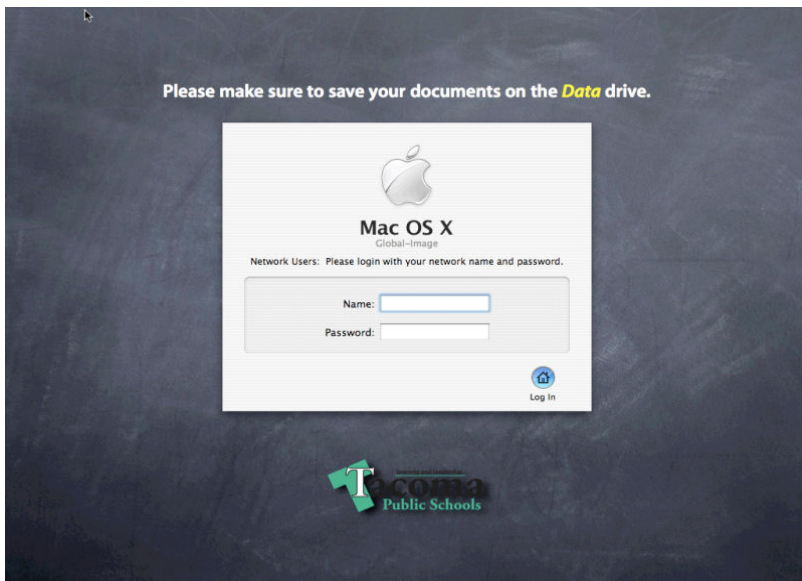 Please make sure to save your documents on the Data drive.
Mac OS X
Global-Image
Network Users: Please login with your network name and password.
Name:
Password:
Log In
Tacoma
Public Schools